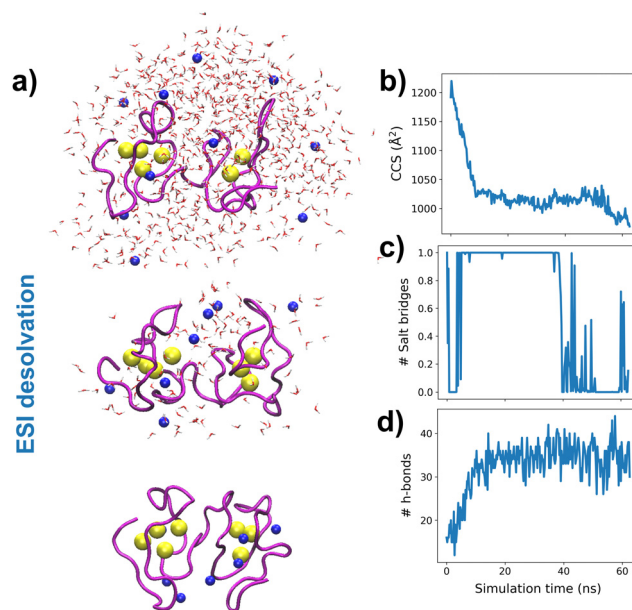 a)
ESI desolvation
b)
CCS (Å²)
1200
1150
1100
1050
1000
c)
# Salt bridges
1.0
0.8
0.6
0.4
0.2
0.0
d)
# h-bonds
40
30
20
0 20 40 60
Simulation time (ns)